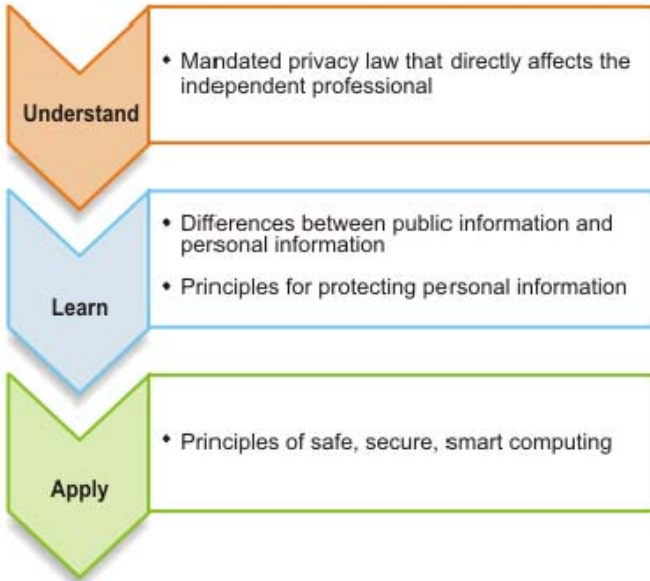 Understand
• Mandated privacy law that directly affects the
independent professional
Learn
• Differences between public information and
personal information
• Principles for protecting personal information
Apply
• Principles of safe, secure, smart computing